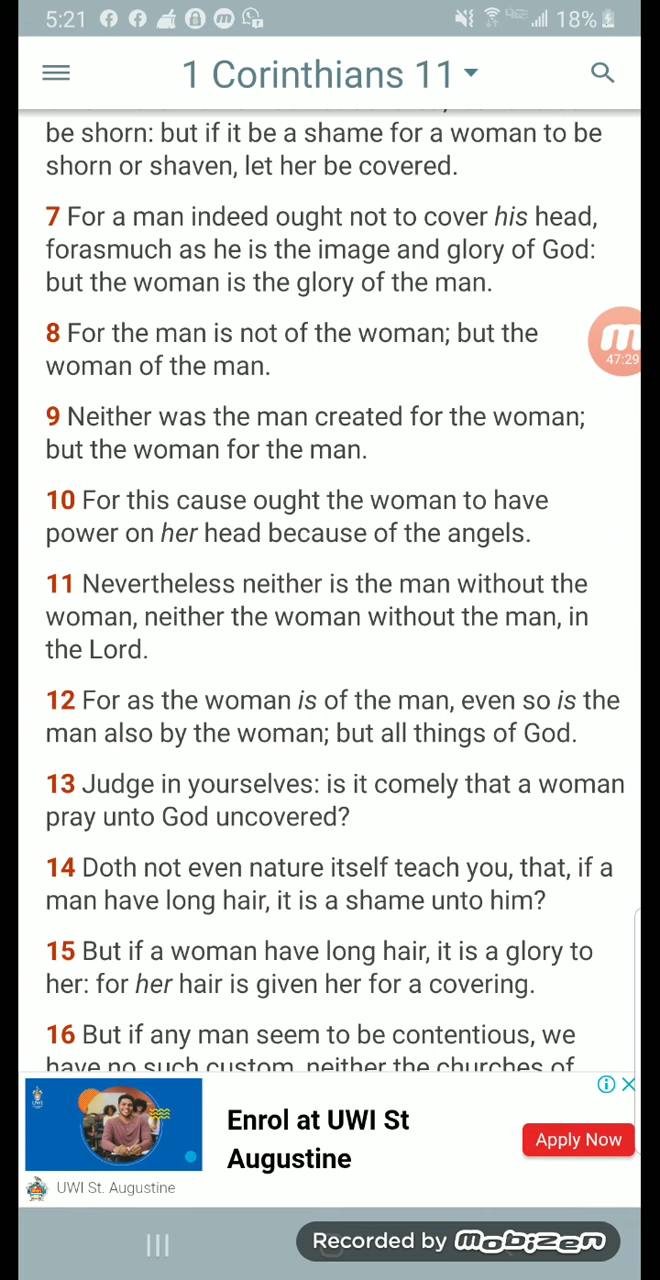 5:21
18%
1 Corinthians 11
be shorn: but if it be a shame for a woman to be
shorn or shaven, let her be covered.
7 For a man indeed ought not to cover his head,
forasmuch as he is the image and glory of God:
but the woman is the glory of the man.
8 For the man is not of the woman; but the
woman of the man.
47:29
9 Neither was the man created for the woman;
but the woman for the man.
10 For this cause ought the woman to have
power on her head because of the angels.
11 Nevertheless neither is the man without the
woman, neither the woman without the man, in
the Lord.
12 For as the woman is of the man, even so is the
man also by the woman; but all things of God.
13 Judge in yourselves: is it comely that a woman
pray unto God uncovered?
14 Doth not even nature itself teach you, that, if a
man have long hair, it is a shame unto him?
15 But if a woman have long hair, it is a glory to
her: for her hair is given her for a covering.
16 But if any man seem to be contentious, we
have no such custom, neither the churches of
Enrol at UWI St
Augustine
Apply Now
UWI St. Augustine
Recorded by mobizen